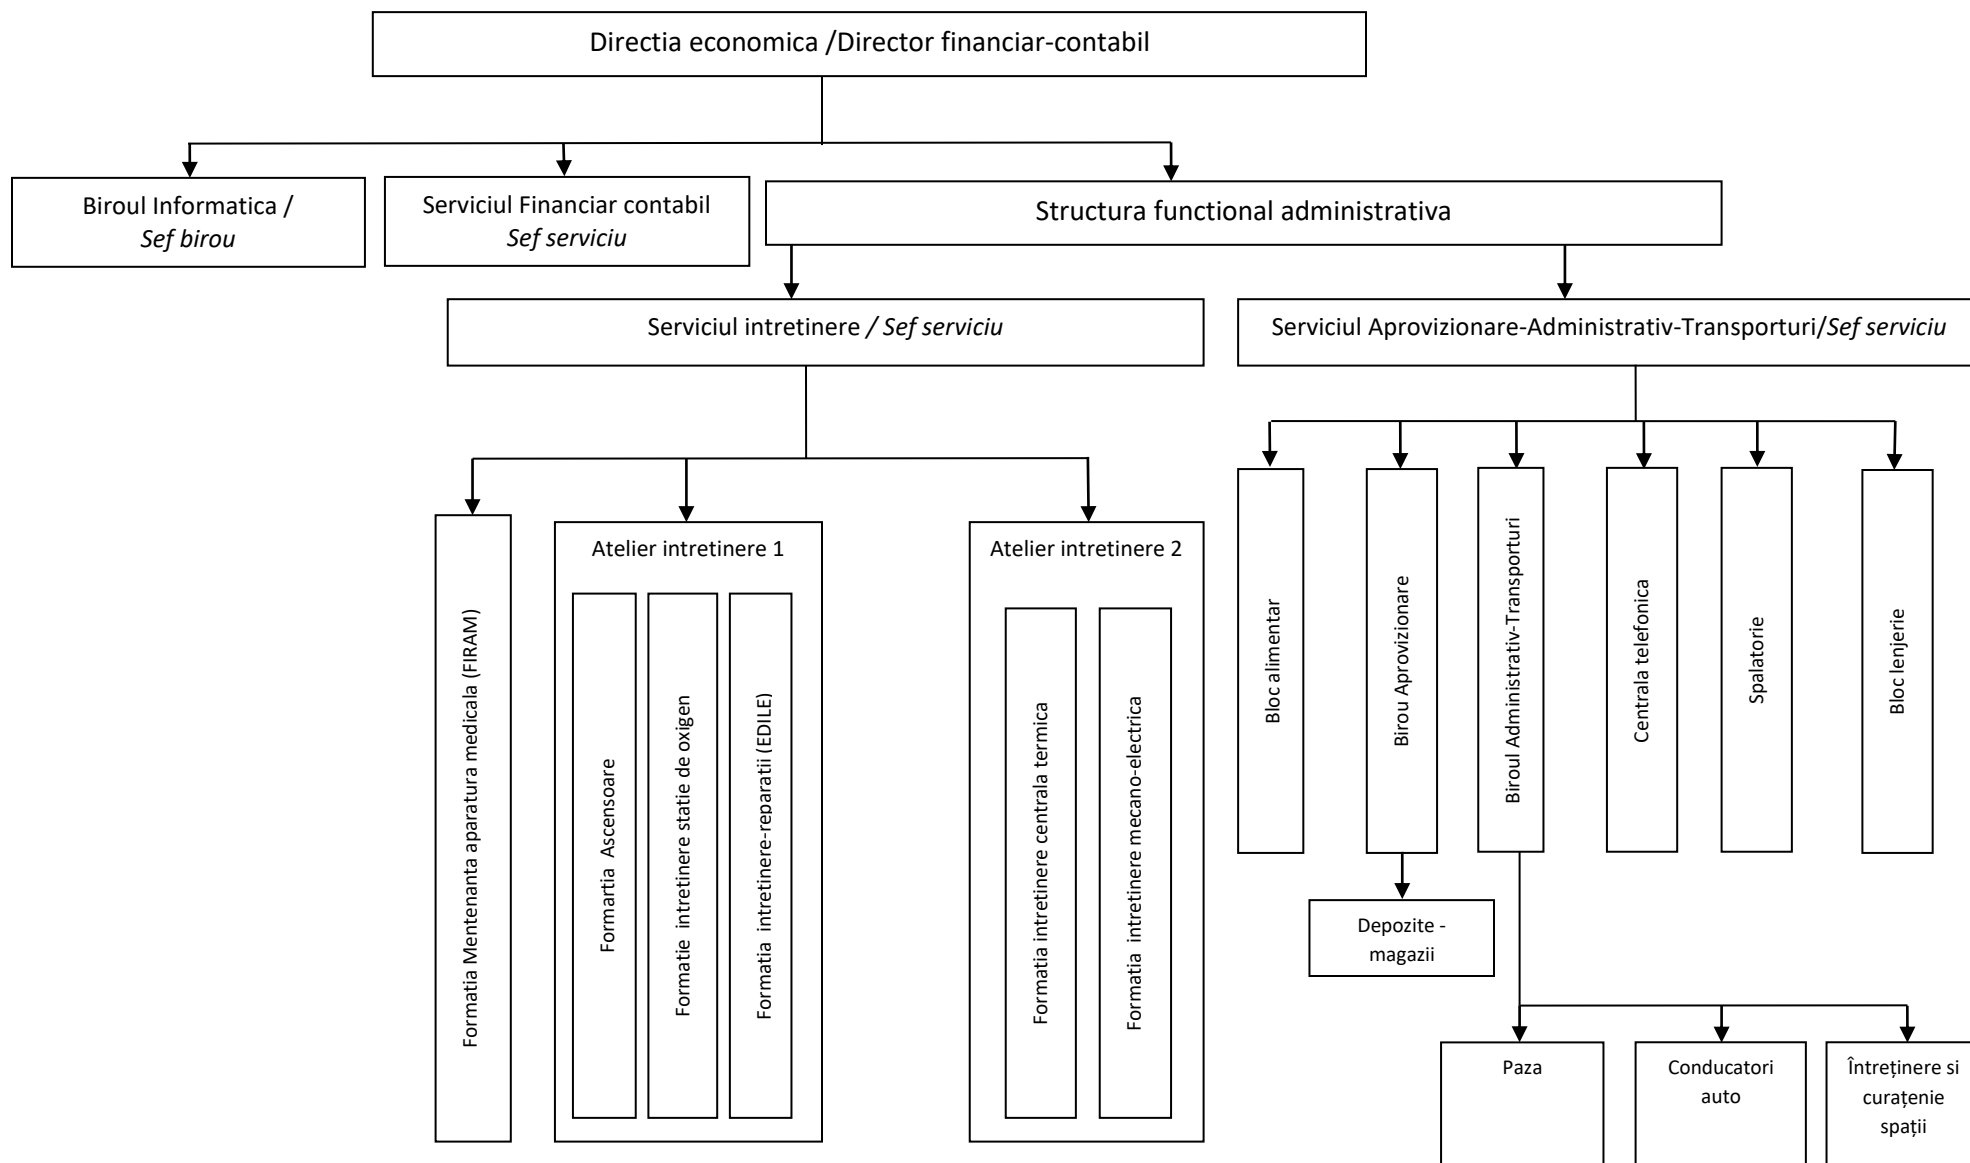 Directia economica /Director financiar-contabil
Biroul Informatica /
Sef birou
Serviciul Financiar contabil
Sef serviciu
Structura functional administrativa
Serviciul intretinere / Sef serviciu
Serviciul Aprovizionare-Administrativ-Transporturi/Sef serviciu
Formatia Mentenanta aparatura medicala (FIRAM)
Atelier intretinere 1
Formartia Ascensoare
Formatie intretinere statie de oxigen
Formatia intretinere-reparatii (EDILE)
Atelier intretinere 2
Formatia intretinere centrala termica
Formatia intretinere mecano-electrica
Bloc alimentar
Birou Aprovizionare
Biroul Administrativ-Transporturi
Centrala telefonica
Spalatorie
Bloc lenjerie
Depozite -
magazii
Paza
Conducatori
auto
Întreținere si
curațenie
spații